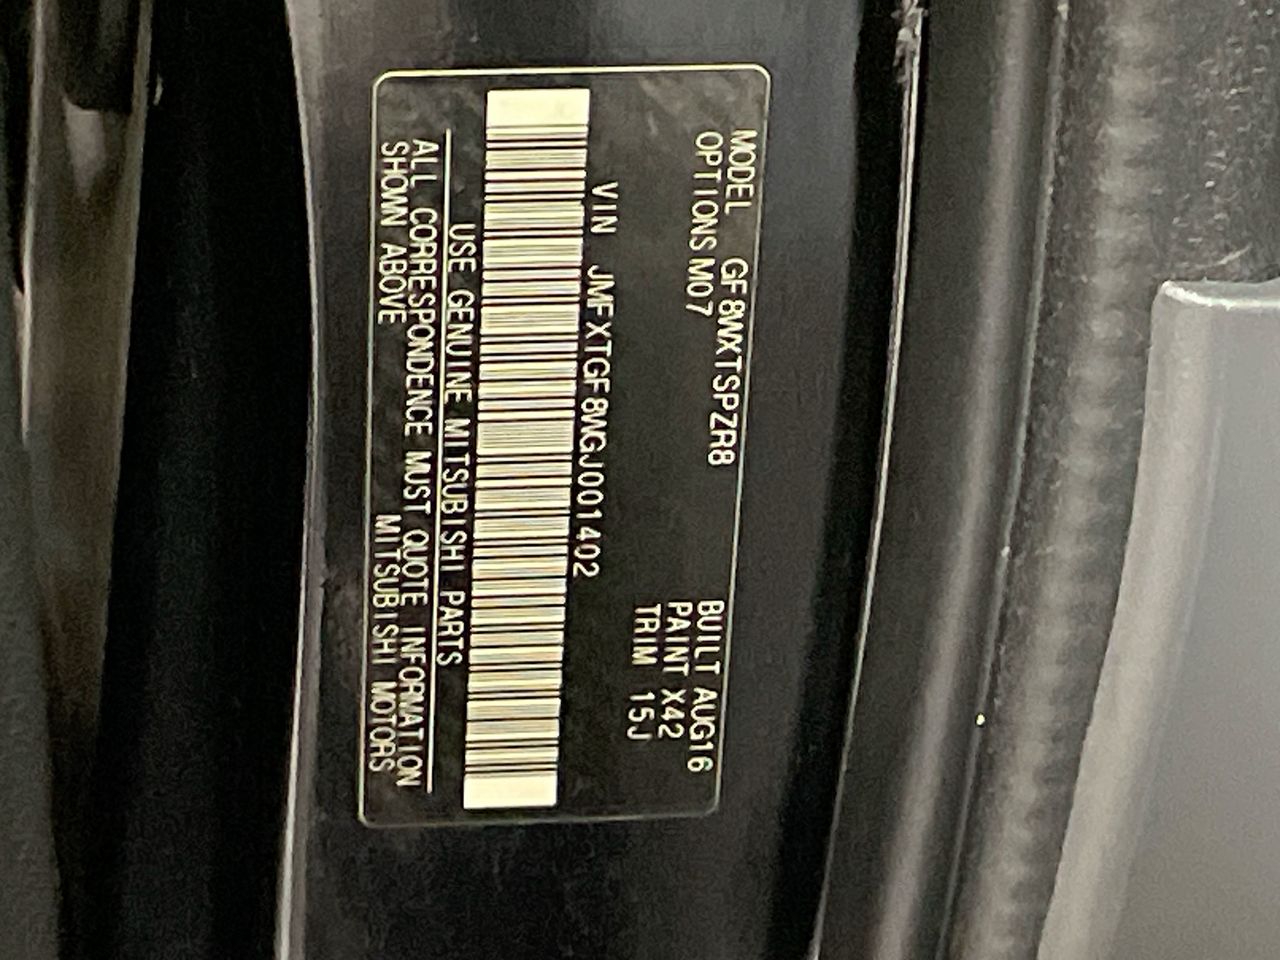 MODEL GF8WXTSPZR8
OPTIONS M07
BUILT AUG16
PAINT X42
TRIM 15J
VIN JMFXTGF8WGJ001402
USE GENUINE MITSUBISHI PARTS
ALL CORRESPONDENCE MUST QUOTE INFORMATION
SHOWN ABOVE MITSUBISHI MOTORS